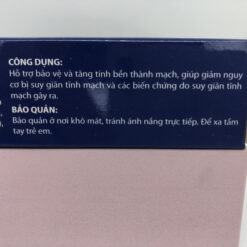 CÔNG DỤNG:
Hỗ trợ bảo vệ và tăng tính bền thành mạch, giúp giảm nguy
cơ bị suy giãn tĩnh mạch và các biến chứng do suy giãn tĩnh
mạch gây ra.
BẢO QUẢN:
Bảo quản ở nơi khô mát, tránh ánh nắng trực tiếp. Để xa tầm
tay trẻ em.